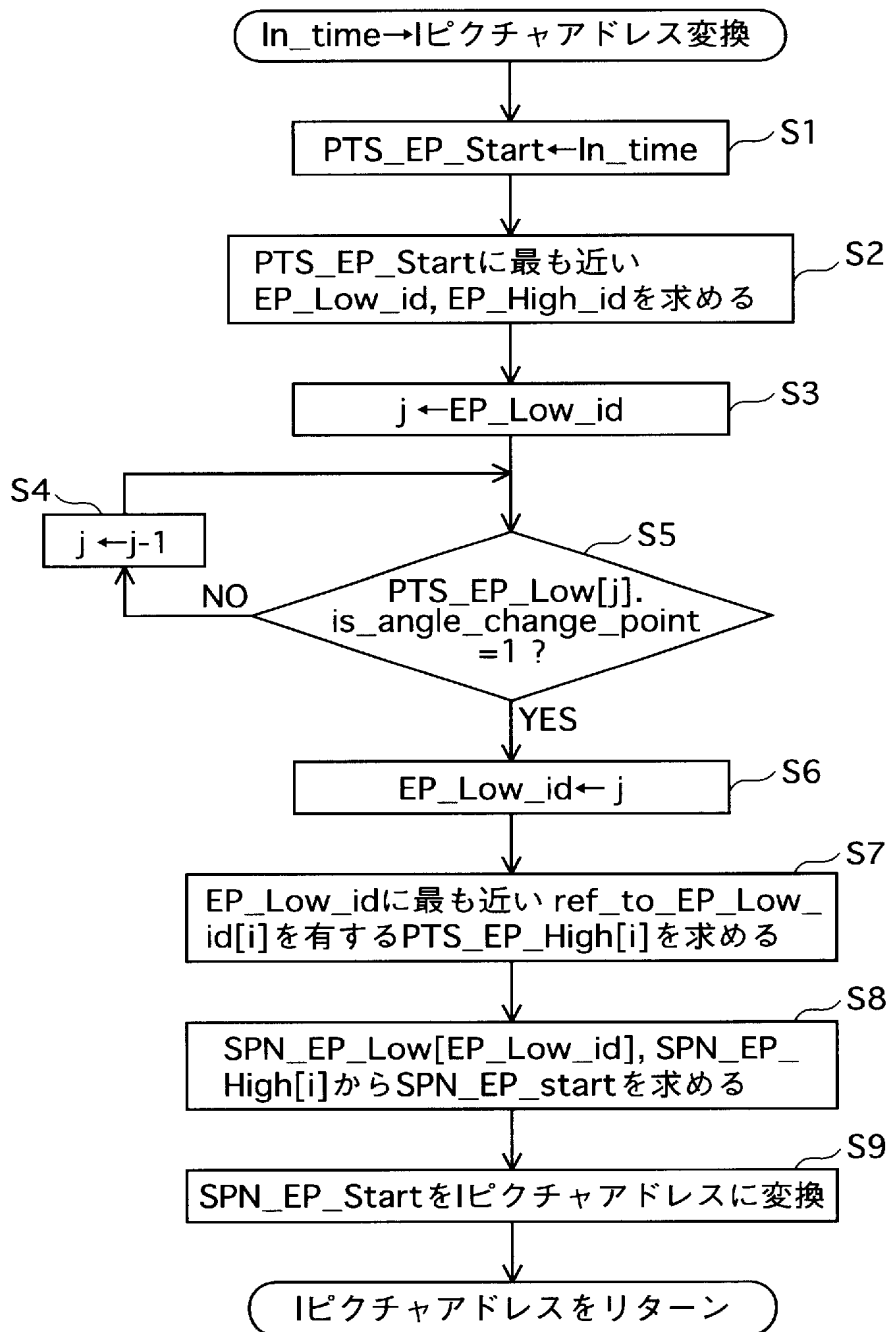 In_time→Iピクチャアドレス変換
S1
PTS_EP_Start←In_time
S2
PTS_EP_Startに最も近い
EP_Low_id, EP_High_idを求める
S3
j ←EP_Low_id
S4
j ←j-1
S5
NO
PTS_EP_Low[j].
is_angle_change_point
=1 ?
YES
S6
EP_Low_id← j
S7
EP_Low_idに最も近い ref_to_EP_Low_
id[i]を有するPTS_EP_High[i]を求める
S8
SPN_EP_Low[EP_Low_id], SPN_EP_
High[i]からSPN_EP_startを求める
S9
SPN_EP_StartをIピクチャアドレスに変換
Iピクチャアドレスをリターン